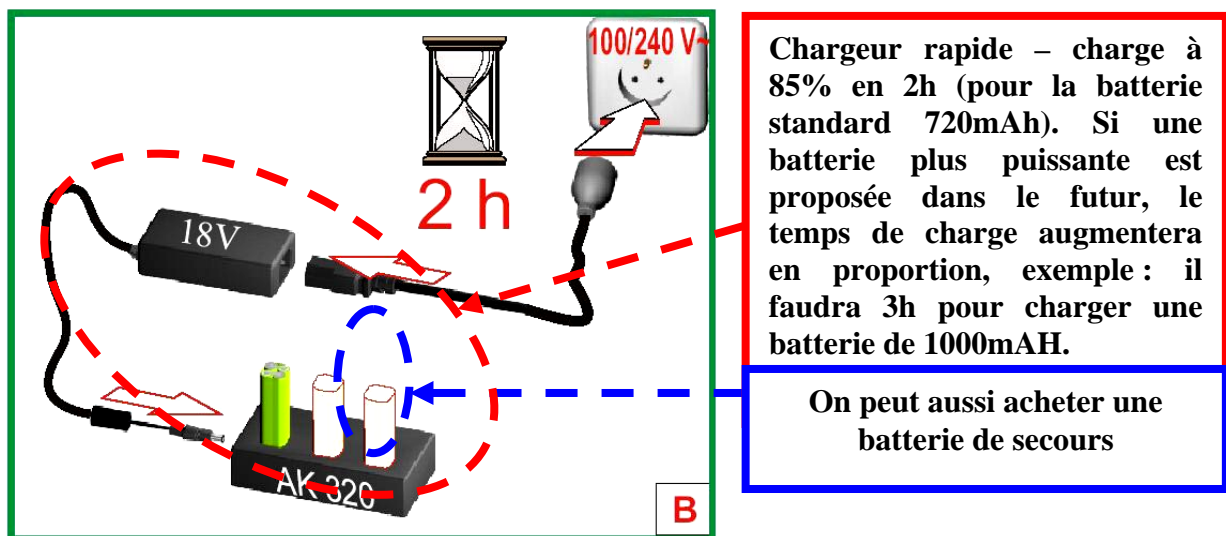 100/240 V~
2 h
18V
AK 320
B
Chargeur rapide – charge à
85% en 2h (pour la batterie
standard 720mAh). Si une
batterie plus puissante est
proposée dans le futur, le
temps de charge augmentera
en proportion, exemple : il
faudra 3h pour charger une
batterie de 1000mAH.
On peut aussi acheter une
batterie de secours